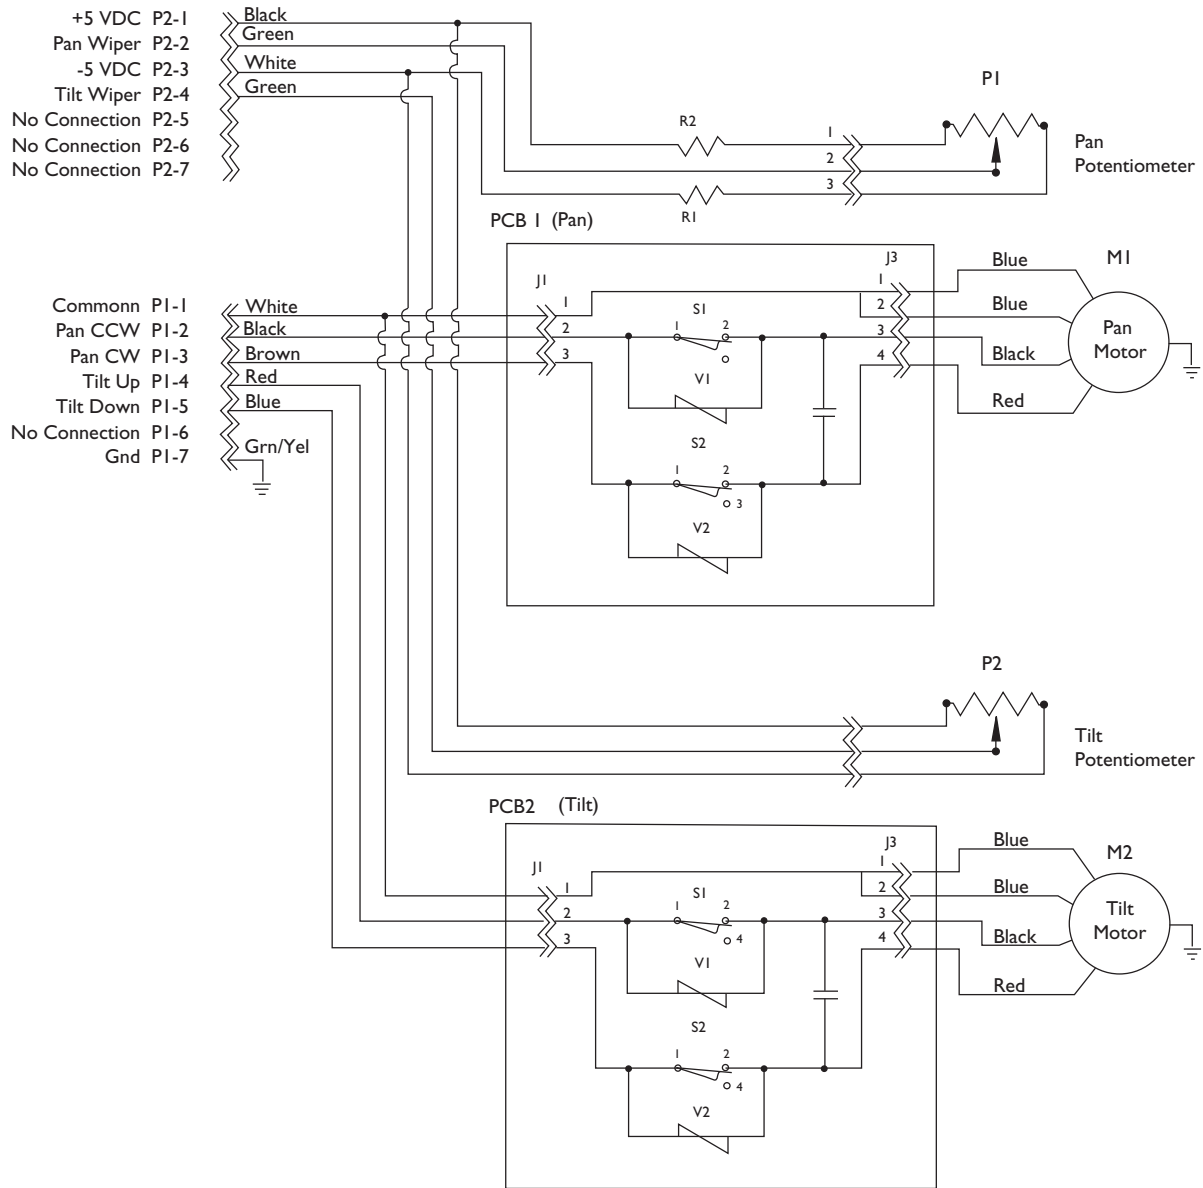 +5 VDC P2-1
Black
Pan Wiper P2-2
Green
-5 VDC P2-3
White
Tilt Wiper P2-4
Green
No Connection P2-5
No Connection P2-6
No Connection P2-7
R2
R1
1
2
3
P1
Pan
Potentiometer
PCB 1 (Pan)
Commonn P1-1
White
Pan CCW P1-2
Black
Pan CW P1-3
Brown
Tilt Up P1-4
Red
Tilt Down P1-5
Blue
No Connection P1-6
Gnd P1-7
Grn/Yel
J1
1
2
3
S1
1 2
V1
S2
1 2
3
V2
J3
1
2
3
4
Blue
Blue
Black
Red
M1
Pan
Motor
P2
Tilt
Potentiometer
PCB2 (Tilt)
J1
1
2
3
S1
1 2
4
V1
S2
1 2
4
V2
J3
1
2
3
4
Blue
Blue
Black
Red
M2
Tilt
Motor